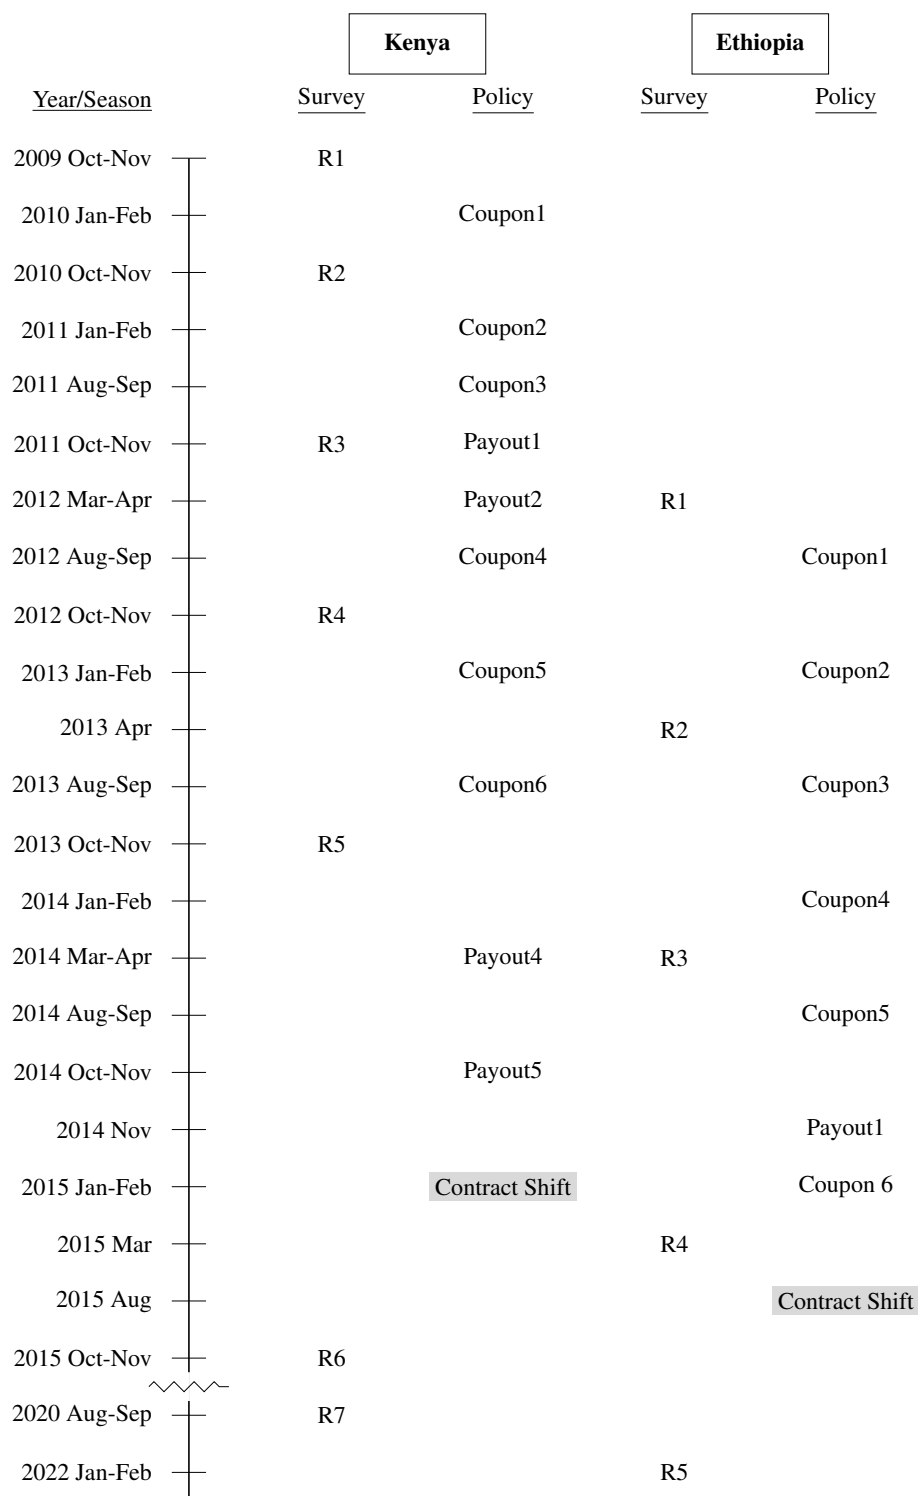 Kenya Ethiopia
Year/Season Survey Policy Survey Policy
2009 Oct-Nov R1
2010 Jan-Feb Coupon1
2010 Oct-Nov R2
2011 Jan-Feb Coupon2
2011 Aug-Sep Coupon3
2011 Oct-Nov R3 Payout1
2012 Mar-Apr Payout2 R1
2012 Aug-Sep Coupon4 Coupon1
2012 Oct-Nov R4
2013 Jan-Feb Coupon5 Coupon2
2013 Apr R2
2013 Aug-Sep Coupon6 Coupon3
2013 Oct-Nov R5
2014 Jan-Feb Coupon4
2014 Mar-Apr Payout4 R3
2014 Aug-Sep Coupon5
2014 Oct-Nov Payout5
2014 Nov Payout1
2015 Jan-Feb Contract Shift Coupon 6
2015 Mar R4
2015 Aug Contract Shift
2015 Oct-Nov R6
2020 Aug-Sep R7
2022 Jan-Feb R5